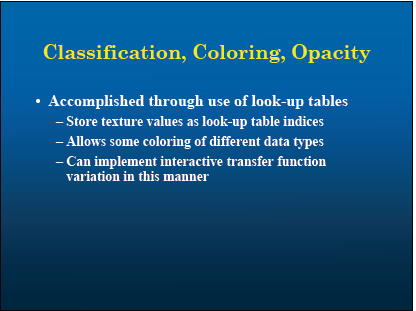 Classification, Coloring, Opacity
• Accomplished through use of look-up tables
– Store texture values as look-up table indices
– Allows some coloring of different data types
– Can implement interactive transfer function
variation in this manner